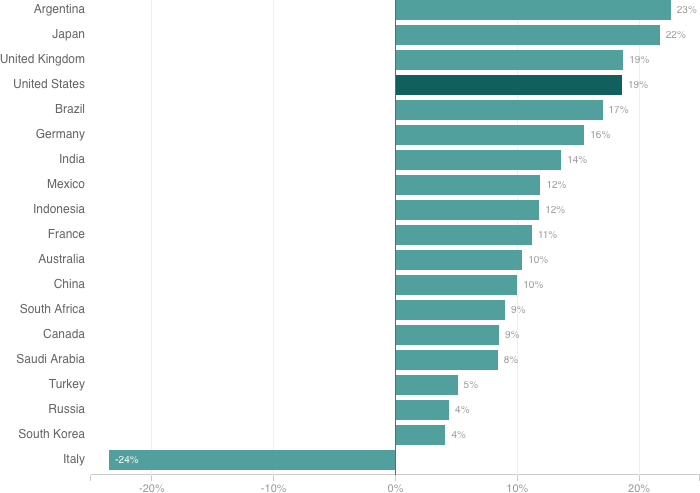 Argentina 23%
Japan 22%
United Kingdom 19%
United States 19%
Brazil 17%
Germany 16%
India 14%
Mexico 12%
Indonesia 12%
France 11%
Australia 10%
China 10%
South Africa 9%
Canada 9%
Saudi Arabia 8%
Turkey 5%
Russia 4%
South Korea 4%
Italy -24%
-20% -10% 0% 10% 20%